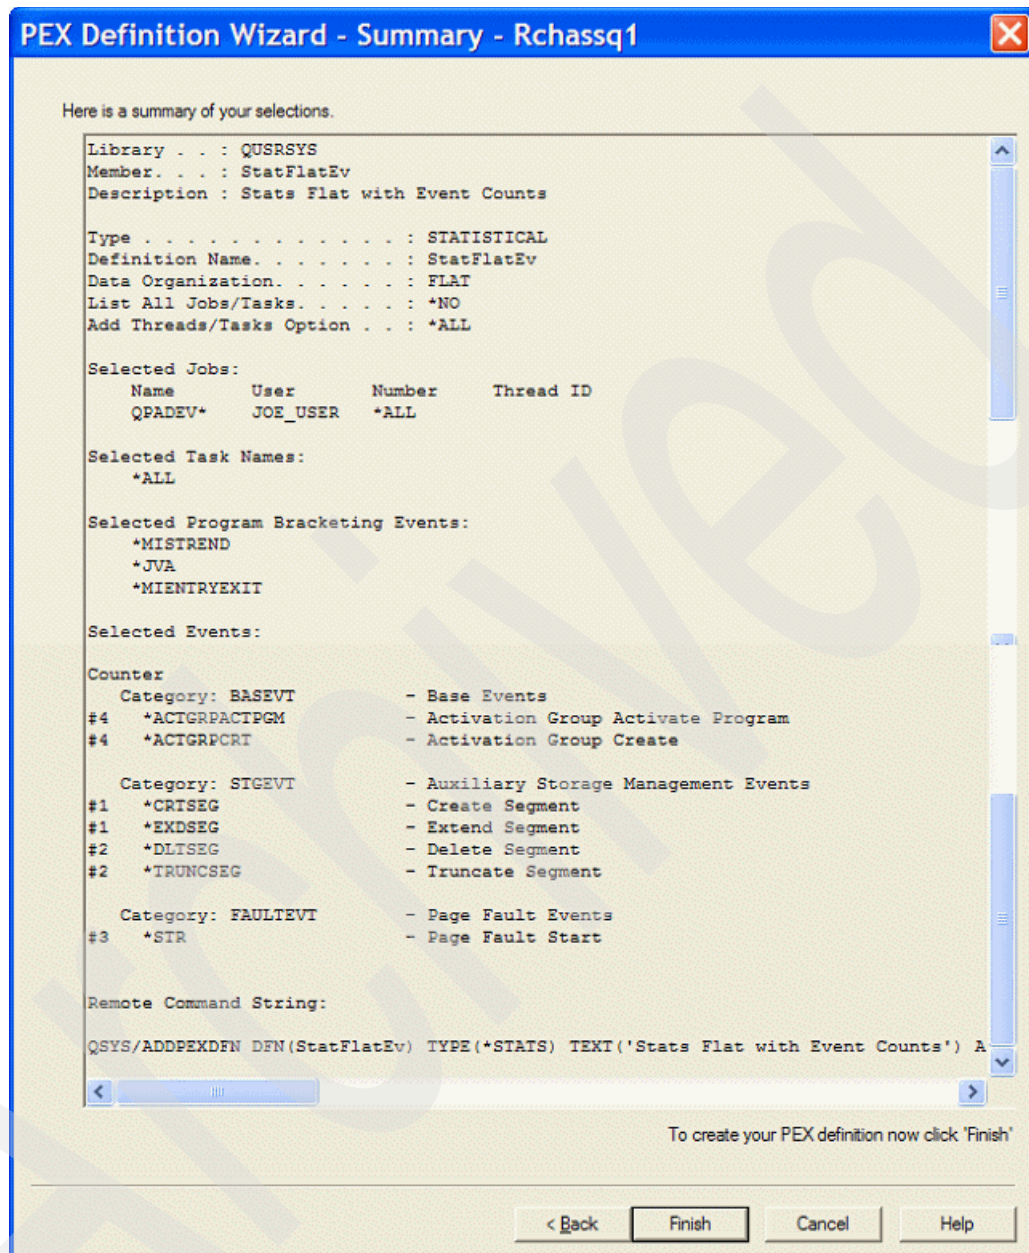 PEX Definition Wizard - Summary - Rchassq1
Here is a summary of your selections.
Library . . : QUSRSYS
Member. . . : StatFlatEv
Description : Stats Flat with Event Counts
Type . . . . . . . . . . . . : STATISTICAL
Definition Name. . . . . . . : StatFlatEv
Data Organization. . . . . . : FLAT
List All Jobs/Tasks. . . . . : *NO
Add Threads/Tasks Option . . : *ALL
Selected Jobs:
Name User Number Thread ID
QPADEV* JOE_USER *ALL
Selected Task Names:
*ALL
Selected Program Bracketing Events:
*MISTREND
*JVA
*MIENTRYEXIT
Selected Events:
Counter
Category: BASEVT - Base Events
#4 *ACTGRPACTPGM - Activation Group Activate Program
#4 *ACTGRPCRT - Activation Group Create
Category: STGEVT - Auxiliary Storage Management Events
#1 *CRTSEG - Create Segment
#1 *EXDSEG - Extend Segment
#2 *DLTSEG - Delete Segment
#2 *TRUNCSEG - Truncate Segment
Category: FAULTEVT - Page Fault Events
#3 *STR - Page Fault Start
Remote Command String:
QSYS/ADDPEXDFN DFN(StatFlatEv) TYPE(*STATS) TEXT('Stats Flat with Event Counts') A
To create your PEX definition now click 'Finish'
< Back Finish Cancel Help
Archived